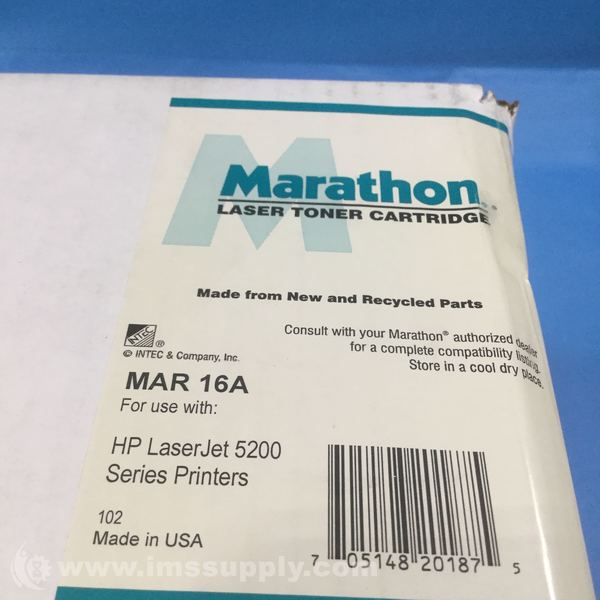 M
Marathon®
LASER TONER CARTRIDGE
Made from New and Recycled Parts
INTEC ®
© INTEC & Company, Inc.
Consult with your Marathon® authorized dealer
for a complete compatibility listing.
Store in a cool dry place.
MAR 16A
For use with:
HP LaserJet 5200
Series Printers
102
Made in USA
7 05148 20187 5
www.imssupply.com